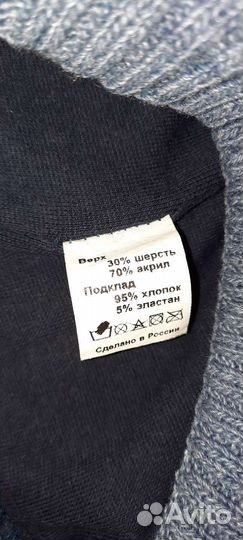 Верх
30% шерсть
70% акрил
Подклад
95% хлопок
5% эластан
Сделано в России
Avito